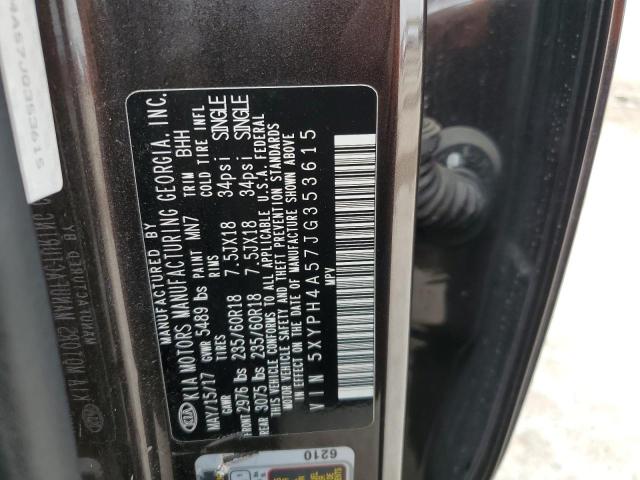 MANUFACTURED BY
KIA KIA MOTORS MANUFACTURING GEORGIA. INC.
MAY/15/17 GVWR 5489 lbs PAINT MN7 TRIM BHH
GAWR TIRES RIMS COLD TIRE INFL
FRONT 2976 lbs 235/60R18 7.5JX18 34psi SINGLE
REAR 3075 lbs 235/60R18 7.5JX18 34psi SINGLE
THIS VEHICLE CONFORMS TO ALL APPLICABLE U.S.A. FEDERAL
MOTOR VEHICLE SAFETY AND THEFT PREVENTION STANDARDS
IN EFFECT ON THE DATE OF MANUFACTURE SHOWN ABOVE
VIN 5XYPH4A57JG353615
MPV
6210